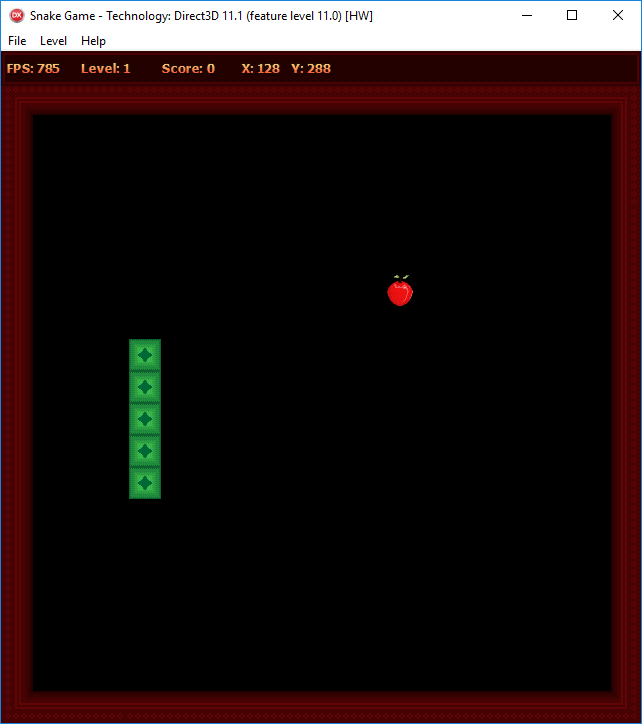 DX Snake Game - Technology: Direct3D 11.1 (feature level 11.0) [HW]
File Level Help
FPS: 785 Level: 1 Score: 0 X: 128 Y: 288